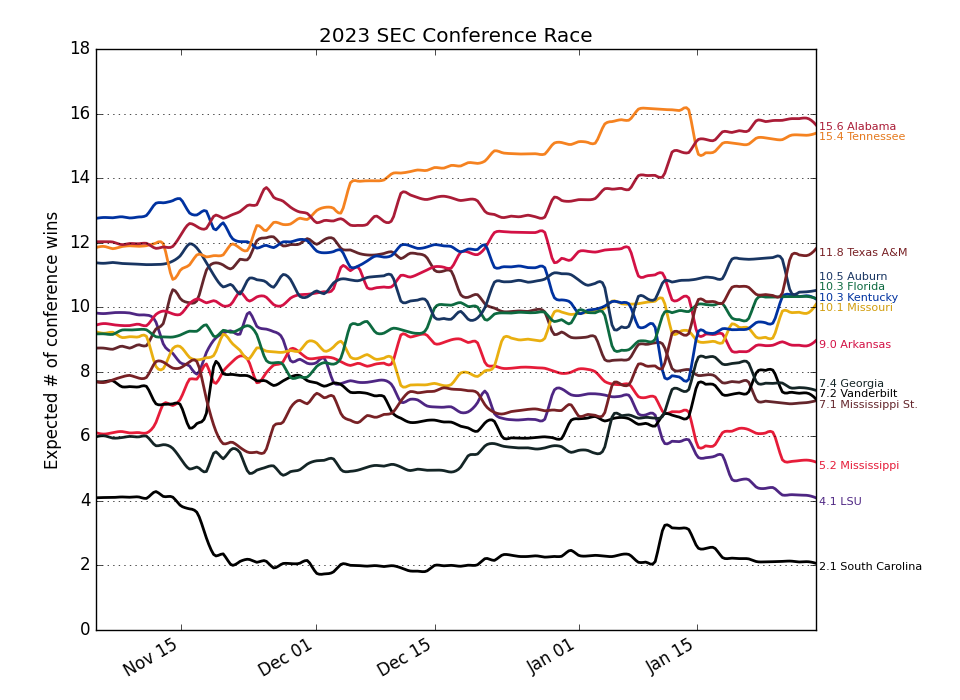 2023 SEC Conference Race
Expected # of conference wins
18
16
14
12
10
8
6
4
2
0
Nov 15
Dec 01
Dec 15
Jan 01
Jan 15
15.6 Alabama
15.4 Tennessee
11.8 Texas A&M
10.5 Auburn
10.3 Florida
10.3 Kentucky
10.1 Missouri
9.0 Arkansas
7.4 Georgia
7.2 Vanderbilt
7.1 Mississippi St.
5.2 Mississippi
4.1 LSU
2.1 South Carolina